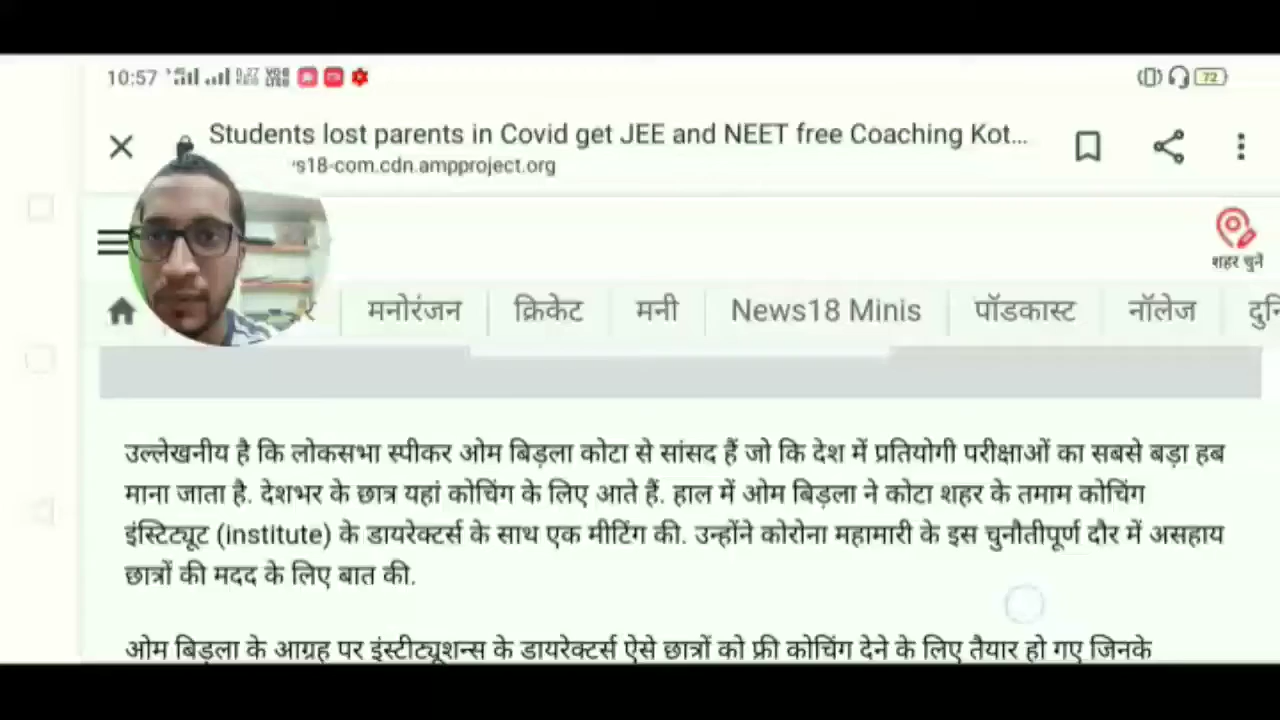 10:57
72
Students lost parents in Covid get JEE and NEET free Coaching Kot...
s18-com.cdn.ampproject.org
शहर चुनें
मनोरंजन क्रिकेट मनी News18 Minis पॉडकास्ट नॉलेज दुनि
उल्लेखनीय है कि लोकसभा स्पीकर ओम बिड़ला कोटा से सांसद हैं जो कि देश में प्रतियोगी परीक्षाओं का सबसे बड़ा हब
माना जाता है. देशभर के छात्र यहां कोचिंग के लिए आते हैं. हाल में ओम बिड़ला ने कोटा शहर के तमाम कोचिंग
इंस्टिट्यूट (institute) के डायरेक्टर्स के साथ एक मीटिंग की. उन्होंने कोरोना महामारी के इस चुनौतीपूर्ण दौर में असहाय
छात्रों की मदद के लिए बात की.
ओम बिड़ला के आग्रह पर इंस्टीट्यूशन्स के डायरेक्टर्स ऐसे छात्रों को फ्री कोचिंग देने के लिए तैयार हो गए जिनके